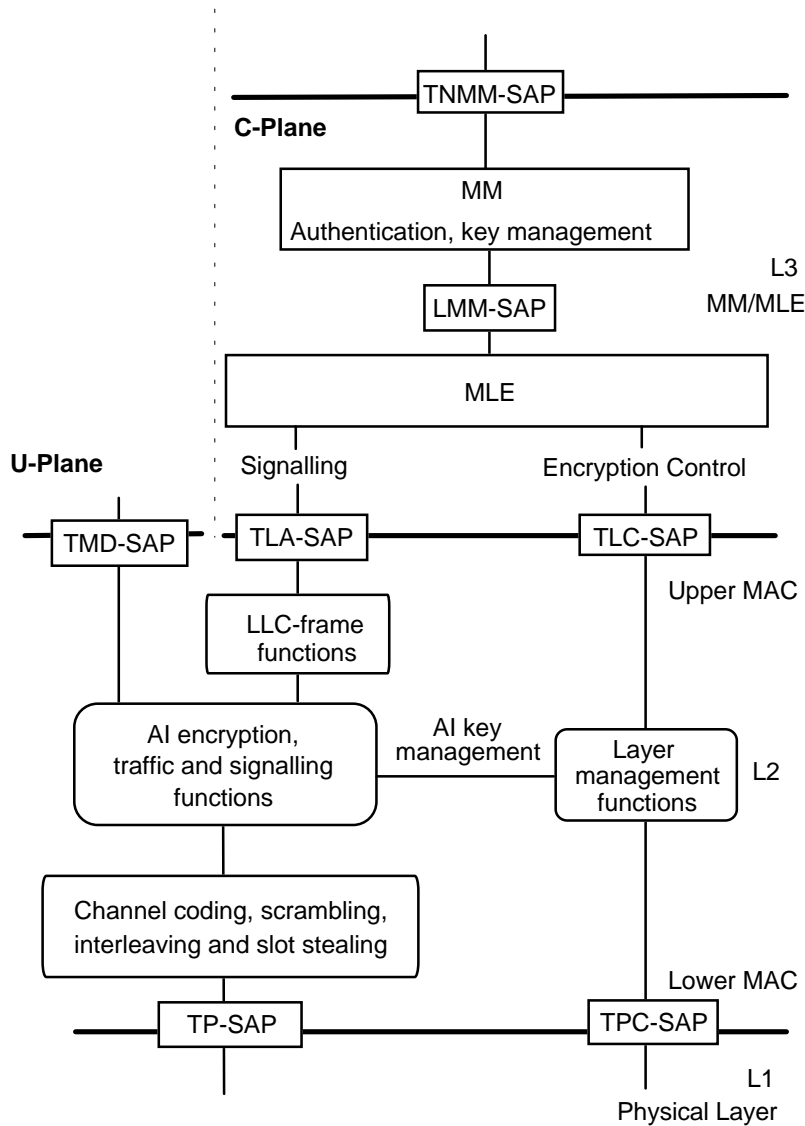 TNMM-SAP
C-Plane
MM
Authentication, key management
L3
LMM-SAP
MM/MLE
MLE
U-Plane
Signalling
Encryption Control
TMD-SAP
TLA-SAP
TLC-SAP
Upper MAC
LLC-frame
functions
AI encryption,
traffic and signalling
functions
AI key
management
Layer
management
functions
L2
Channel coding, scrambling,
interleaving and slot stealing
Lower MAC
TP-SAP
TPC-SAP
L1
Physical Layer